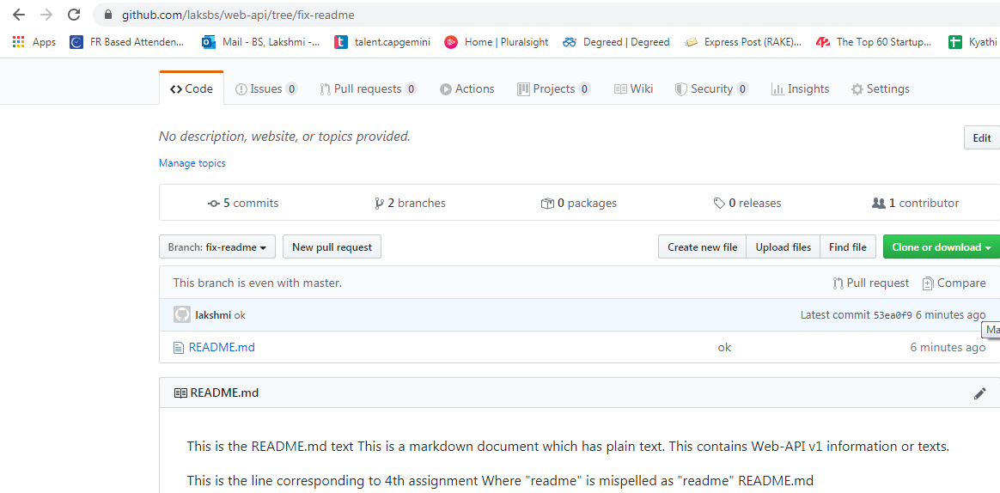 github.com/laksbs/web-api/tree/fix-readme
Apps FR Based Attenden... Mail - BS, Lakshmi -... talent.capgemini Home | Pluralsight Degreed | Degreed Express Post (RAKE)... The Top 60 Startup... Kyathi
Code Issues 0 Pull requests 0 Actions Projects 0 Wiki Security 0 Insights Settings
No description, website, or topics provided.
Edit
Manage topics
5 commits 2 branches 0 packages 0 releases 1 contributor
Branch: fix-readme New pull request Create new file Upload files Find file Clone or download
This branch is even with master. Pull request Compare
lakshmi ok Latest commit 53ea0f9 6 minutes ago
Ma
README.md ok 6 minutes ago
README.md
This is the README.md text This is a markdown document which has plain text. This contains Web-API v1 information or texts.
This is the line corresponding to 4th assignment Where "readme" is mispelled as "readme" README.md